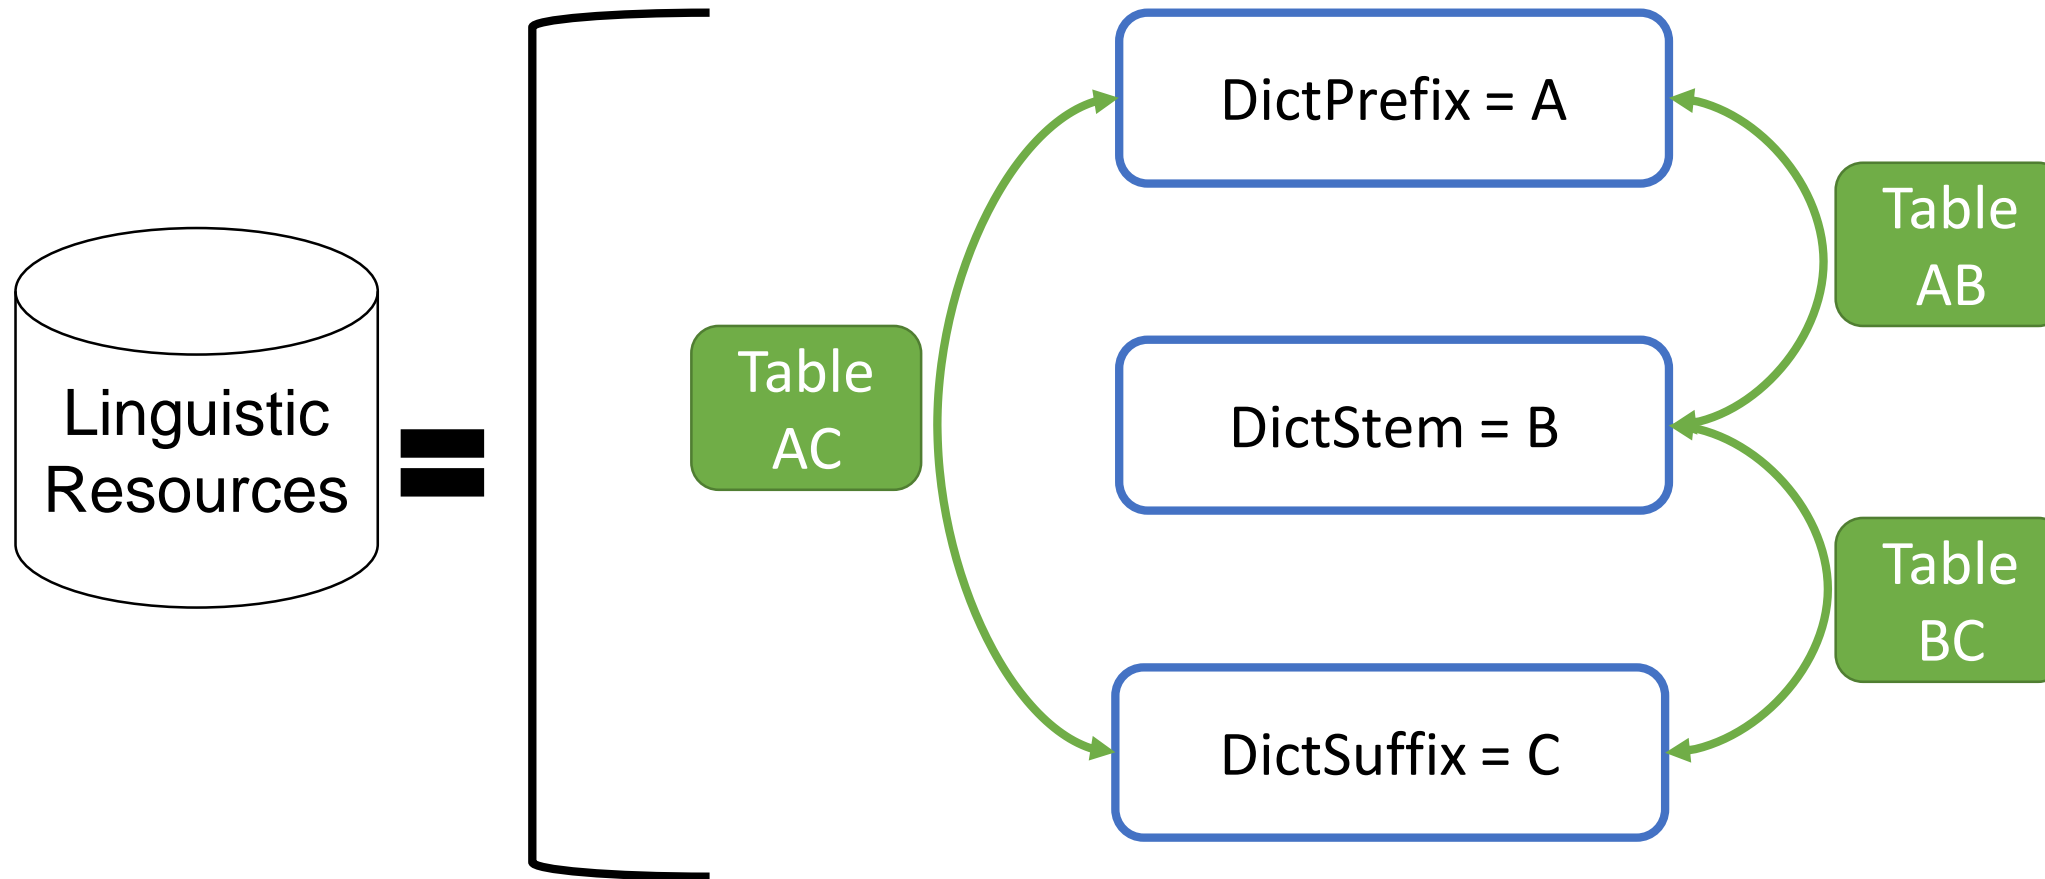 Linguistic
Resources
=
Table
AC
DictPrefix = A
DictStem = B
DictSuffix = C
Table
AB
Table
BC